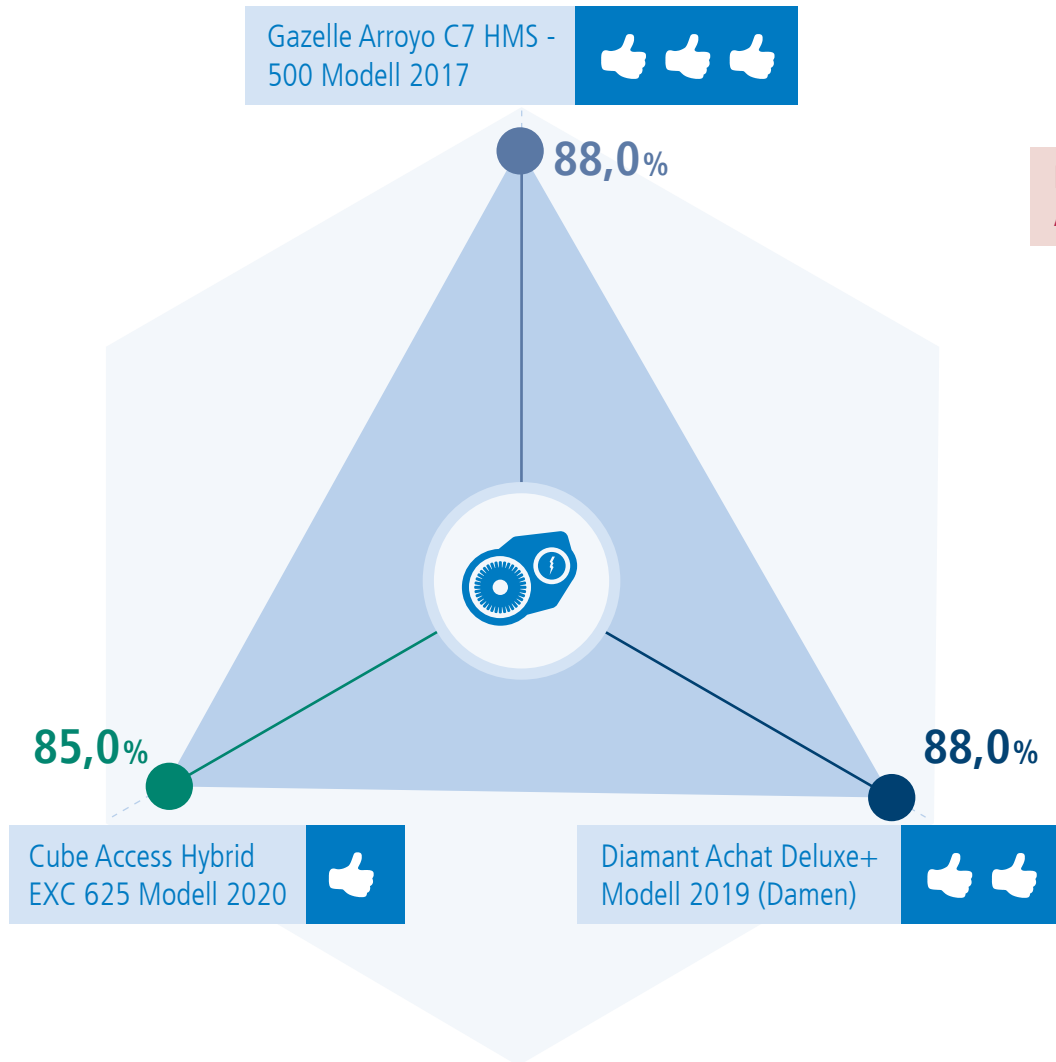 Gazelle Arroyo C7 HMS -
500 Modell 2017
88,0%
85,0%
88,0%
Cube Access Hybrid
EXC 625 Modell 2020
Diamant Achat Deluxe+
Modell 2019 (Damen)